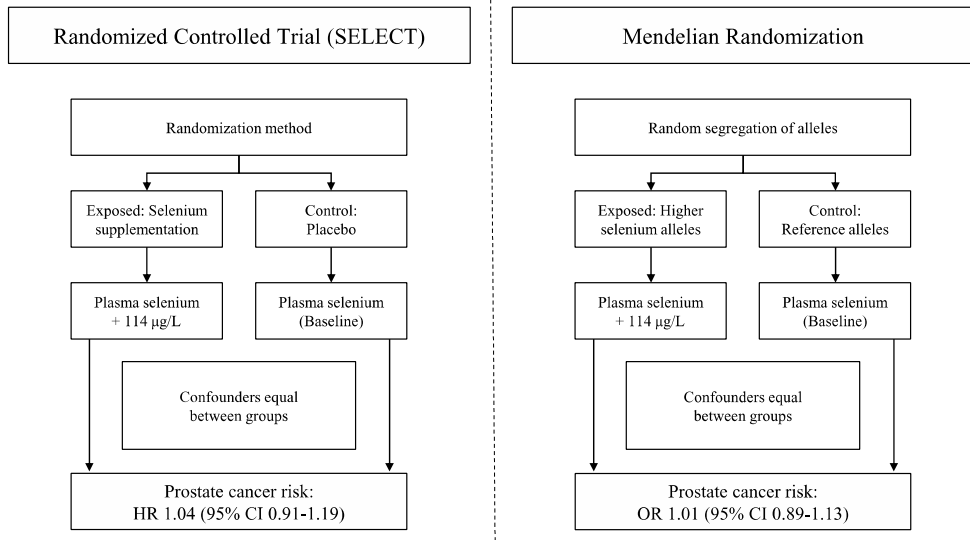 Randomized Controlled Trial (SELECT)
Randomization method
Exposed: Selenium
supplementation
Control:
Placebo
Plasma selenium
+ 114 μg/L
Plasma selenium
(Baseline)
Confounders equal
between groups
Prostate cancer risk:
HR 1.04 (95% CI 0.91-1.19)
Mendelian Randomization
Random segregation of alleles
Exposed: Higher
selenium alleles
Control:
Reference alleles
Plasma selenium
+ 114 μg/L
Plasma selenium
(Baseline)
Confounders equal
between groups
Prostate cancer risk:
OR 1.01 (95% CI 0.89-1.13)